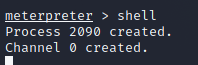 meterpreter > shell
Process 2090 created.
Channel 0 created.